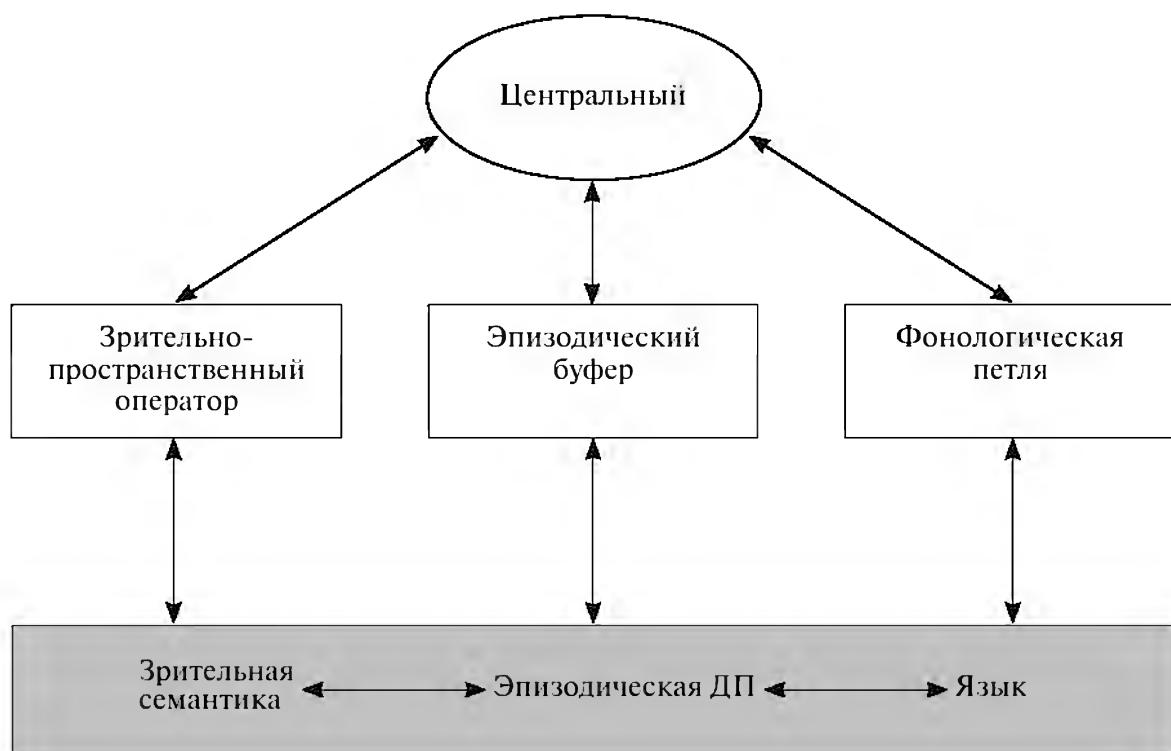 Центральный
Зрительно-
пространственный
оператор
Эпизодический
буфер
Фонологическая
петля
Зрительная
семантика
Эпизодическая ДП
Язык